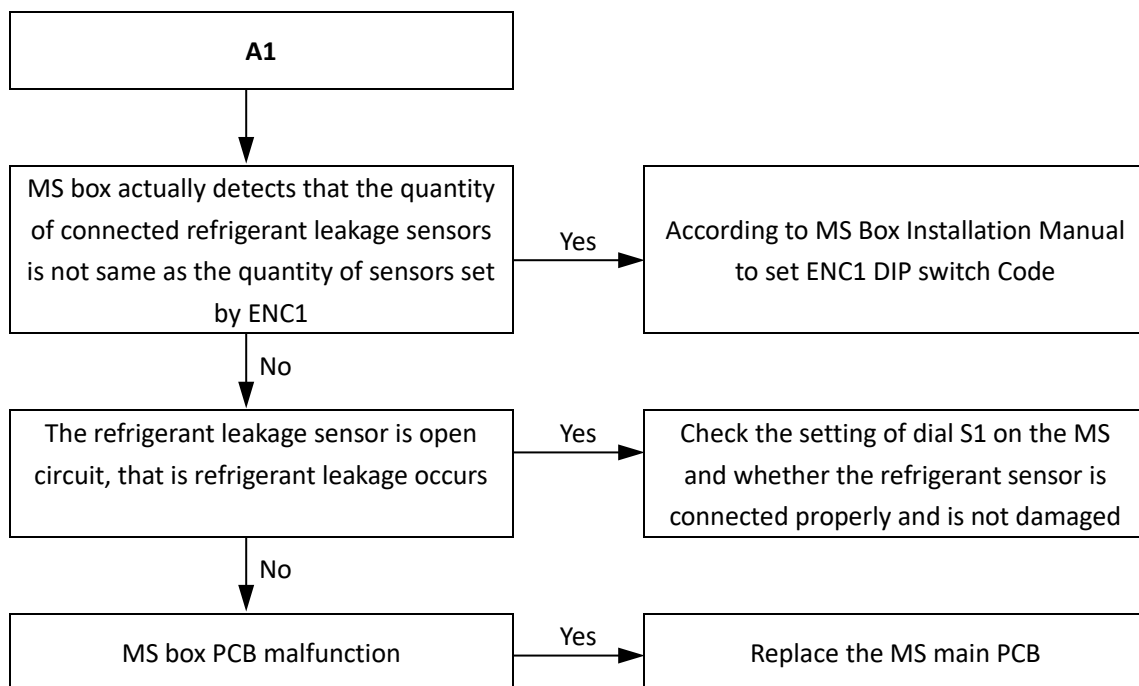 A1
MS box actually detects that the quantity
of connected refrigerant leakage sensors
is not same as the quantity of sensors set
by ENC1
Yes
According to MS Box Installation Manual
to set ENC1 DIP switch Code
No
The refrigerant leakage sensor is open
circuit, that is refrigerant leakage occurs
Yes
Check the setting of dial S1 on the MS
and whether the refrigerant sensor is
connected properly and is not damaged
No
MS box PCB malfunction
Yes
Replace the MS main PCB